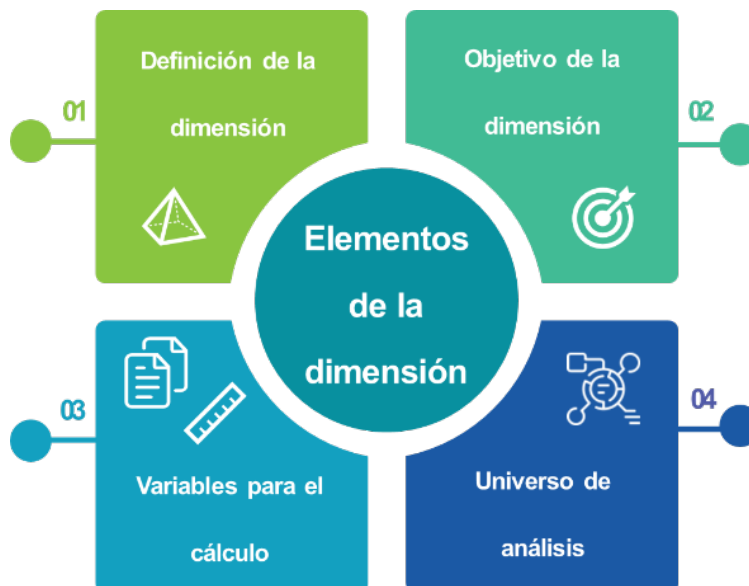 01
Definición de la
dimensión
Objetivo de la
dimensión
02
Elementos
de la
dimensión
03
Variables para el
cálculo
04
Universo de
análisis